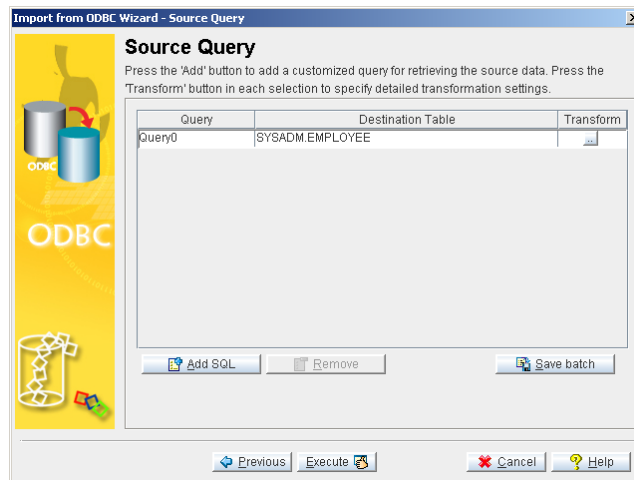 Import from ODBC Wizard - Source Query
Source Query
Press the 'Add' button to add a customized query for retrieving the source data. Press the
'Transform' button in each selection to specify detailed transformation settings.
Query Destination Table Transform
Query0 SYSADM.EMPLOYEE ...
ODBC
ODBC
Add SQL Remove Save batch
Previous Execute Cancel Help